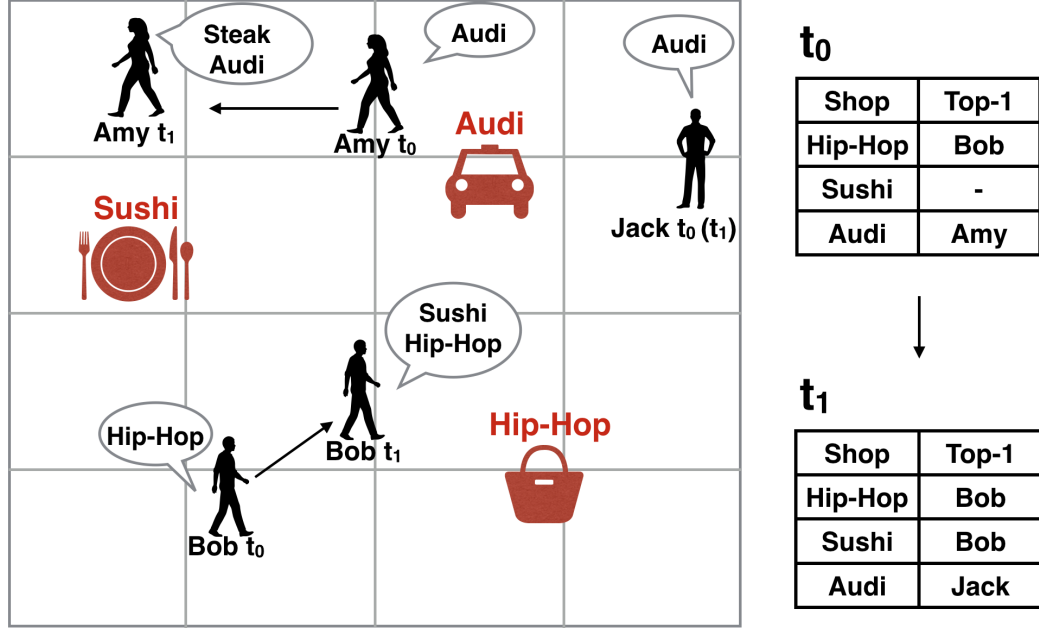 Steak
Audi
Audi
Audi
Amy t₁
Amy t₀
Audi
Sushi
Jack t₀ (t₁)
Sushi
Hip-Hop
Hip-Hop
Bob t₁
Hip-Hop
Bob t₀
t₀
Shop Top-1
Hip-Hop Bob
Sushi -
Audi Amy
t₁
Shop Top-1
Hip-Hop Bob
Sushi Bob
Audi Jack